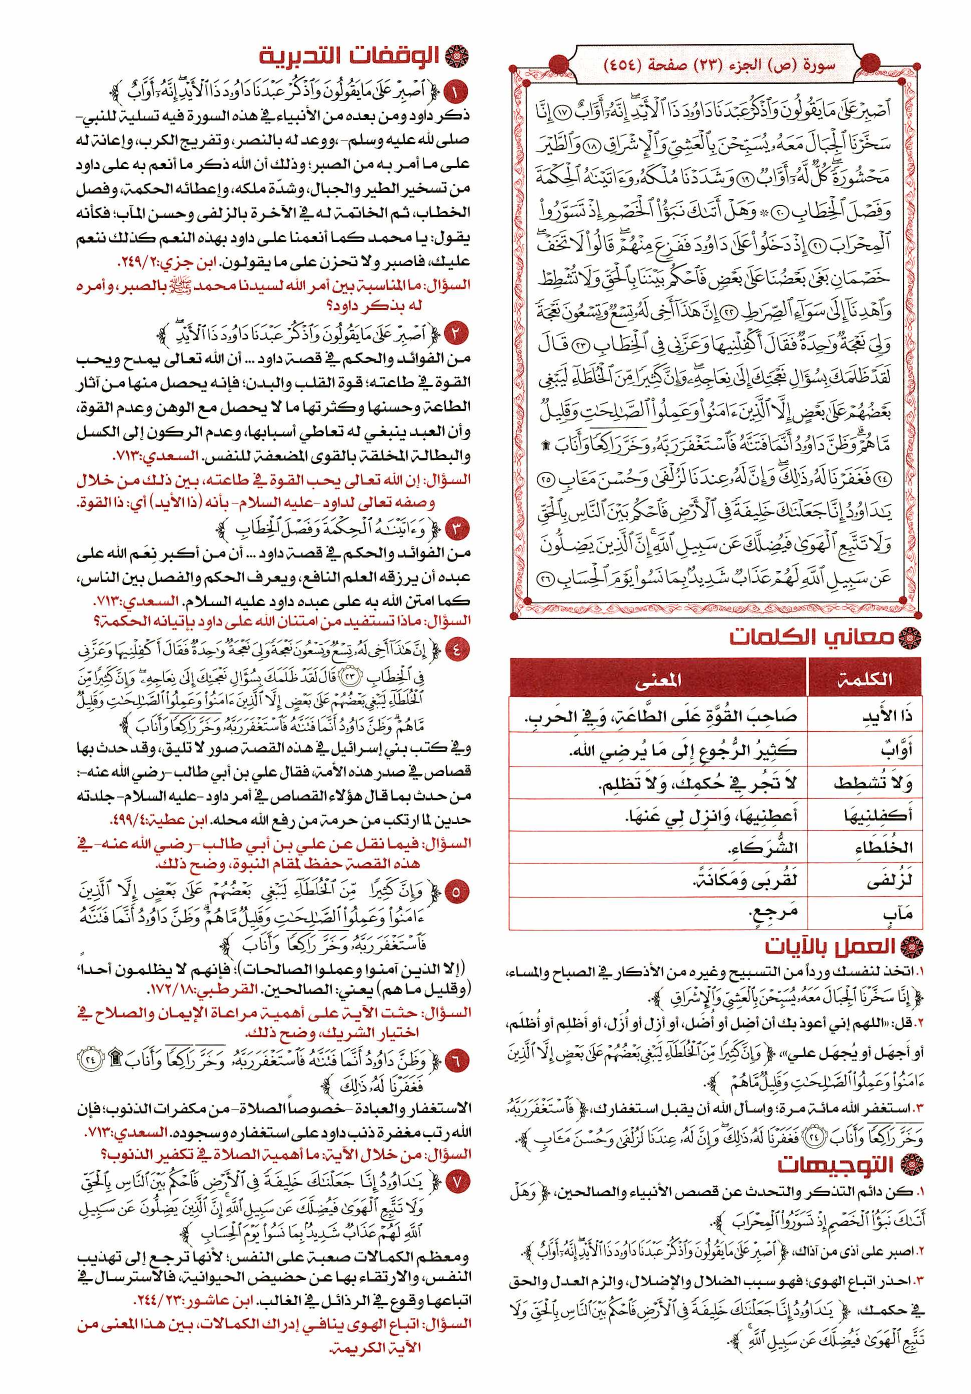 سورة (ص) الجزء (٢٣) صفحة (٤٥٤)
ٱصْبِرْ عَلَىٰ مَا يَقُولُونَ وَٱذْكُرْ عَبْدَنَا دَاوُۥدَ ذَا ٱلْأَيْدِ ۖ إِنَّهُۥٓ أَوَّابٌ ﴿١٧﴾ إِنَّا
سَخَّرْنَا ٱلْجِبَالَ مَعَهُۥ يُسَبِّحْنَ بِٱلْعَشِىِّ وَٱلْإِشْرَاقِ ﴿١٨﴾ وَٱلطَّيْرَ
مَحْشُورَةً ۖ كُلٌّ لَّهُۥٓ أَوَّابٌ ﴿١٩﴾ وَشَدَدْنَا مُلْكَهُۥ وَءَاتَيْنَـٰهُ ٱلْحِكْمَةَ
وَفَصْلَ ٱلْخِطَابِ ﴿٢٠﴾ ۞ وَهَلْ أَتَىٰكَ نَبَؤُا۟ ٱلْخَصْمِ إِذْ تَسَوَّرُوا۟
ٱلْمِحْرَابَ ﴿٢١﴾ إِذْ دَخَلُوا۟ عَلَىٰ دَاوُۥدَ فَفَزِعَ مِنْهُمْ ۖ قَالُوا۟ لَا تَخَفْ ۖ
خَصْمَانِ بَغَىٰ بَعْضُنَا عَلَىٰ بَعْضٍ فَٱحْكُم بَيْنَنَا بِٱلْحَقِّ وَلَا تُشْطِطْ
وَٱهْدِنَآ إِلَىٰ سَوَآءِ ٱلصِّرَٰطِ ﴿٢٢﴾ إِنَّ هَـٰذَآ أَخِى لَهُۥ تِسْعٌ وَتِسْعُونَ نَعْجَةً
وَلِىَ نَعْجَةٌ وَٰحِدَةٌ فَقَالَ أَكْفِلْنِيهَا وَعَزَّنِى فِى ٱلْخِطَابِ ﴿٢٣﴾ قَالَ
لَقَدْ ظَلَمَكَ بِسُؤَالِ نَعْجَتِكَ إِلَىٰ نِعَاجِهِۦ ۖ وَإِنَّ كَثِيرًا مِّنَ ٱلْخُلَطَآءِ لَيَبْغِى
بَعْضُهُمْ عَلَىٰ بَعْضٍ إِلَّا ٱلَّذِينَ ءَامَنُوا۟ وَعَمِلُوا۟ ٱلصَّـٰلِحَـٰتِ وَقَلِيلٌ
مَّا هُمْ ۗ وَظَنَّ دَاوُۥدُ أَنَّمَا فَتَنَّـٰهُ فَٱسْتَغْفَرَ رَبَّهُۥ وَخَرَّ رَاكِعًا وَأَنَابَ ۩
﴿٢٤﴾ فَغَفَرْنَا لَهُۥ ذَٰلِكَ ۖ وَإِنَّ لَهُۥ عِندَنَا لَزُلْفَىٰ وَحُسْنَ مَـَٔابٍ ﴿٢٥﴾
يَـٰدَاوُۥدُ إِنَّا جَعَلْنَـٰكَ خَلِيفَةً فِى ٱلْأَرْضِ فَٱحْكُم بَيْنَ ٱلنَّاسِ بِٱلْحَقِّ
وَلَا تَتَّبِعِ ٱلْهَوَىٰ فَيُضِلَّكَ عَن سَبِيلِ ٱللَّهِ ۚ إِنَّ ٱلَّذِينَ يَضِلُّونَ
عَن سَبِيلِ ٱللَّهِ لَهُمْ عَذَابٌ شَدِيدٌۢ بِمَا نَسُوا۟ يَوْمَ ٱلْحِسَابِ ﴿٢٦﴾
معاني الكلمات
الكلمة المعنى
ذَا الأَيدِ صَاحِبَ القُوَّةِ عَلَى الطَّاعَةِ، وَفِي الحَربِ.
أَوَّابٌ كَثِيرُ الرُّجُوعِ إِلَى مَا يُرضِي الله.
وَلاَ تُشطِط لاَ تَجُر فِي حُكمِكَ، وَلاَ تَظلِم.
أَكفِلنِيهَا أَعطِنِيهَا، وَانزِل لِي عَنهَا.
الخُلَطَاءِ الشُّرَكَاءِ.
لَزُلفَى لَقُربَى وَمَكَانَةً.
مَآبٍ مَرجِعٍ.
العمل بالآيات
١. اتخذ لنفسك ورداً من التسبيح وغيره من الأذكار في الصباح والمساء،
﴿ إِنَّا سَخَّرْنَا ٱلْجِبَالَ مَعَهُۥ يُسَبِّحْنَ بِٱلْعَشِىِّ وَٱلْإِشْرَاقِ ﴾.
٢. قل: «اللهم إني أعوذ بك أن أضِل أو أُضَل، أو أزِل أو أُزَل، أو أظلِم أو أُظلَم،
أو أجهَل أو يُجهَل علي»، ﴿ وَإِنَّ كَثِيرًا مِّنَ ٱلْخُلَطَآءِ لَيَبْغِى بَعْضُهُمْ عَلَىٰ بَعْضٍ إِلَّا ٱلَّذِينَ
ءَامَنُوا۟ وَعَمِلُوا۟ ٱلصَّـٰلِحَـٰتِ وَقَلِيلٌ مَّا هُمْ ﴾.
٣. استغفر الله مائة مرة؛ واسأل الله أن يقبل استغفارك، ﴿ فَٱسْتَغْفَرَ رَبَّهُۥ
وَخَرَّ رَاكِعًا وَأَنَابَ ﴿٢٤﴾ فَغَفَرْنَا لَهُۥ ذَٰلِكَ ۖ وَإِنَّ لَهُۥ عِندَنَا لَزُلْفَىٰ وَحُسْنَ مَـَٔابٍ ﴾.
التوجيهات
١. كن دائم التذكر والتحدث عن قصص الأنبياء والصالحين، ﴿ وَهَلْ
أَتَىٰكَ نَبَؤُا۟ ٱلْخَصْمِ إِذْ تَسَوَّرُوا۟ ٱلْمِحْرَابَ ﴾.
٢. اصبر على أذى من آذاك، ﴿ ٱصْبِرْ عَلَىٰ مَا يَقُولُونَ وَٱذْكُرْ عَبْدَنَا دَاوُۥدَ ذَا ٱلْأَيْدِ ۖ إِنَّهُۥٓ أَوَّابٌ ﴾.
٣. احذر اتباع الهوى؛ فهو سبب الضلال والإضلال، والزم العدل والحق
في حكمك، ﴿ يَـٰدَاوُۥدُ إِنَّا جَعَلْنَـٰكَ خَلِيفَةً فِى ٱلْأَرْضِ فَٱحْكُم بَيْنَ ٱلنَّاسِ بِٱلْحَقِّ وَلَا
تَتَّبِعِ ٱلْهَوَىٰ فَيُضِلَّكَ عَن سَبِيلِ ٱللَّهِ ﴾.
الوقفات التدبرية
١ ﴿ ٱصْبِرْ عَلَىٰ مَا يَقُولُونَ وَٱذْكُرْ عَبْدَنَا دَاوُۥدَ ذَا ٱلْأَيْدِ ۖ إِنَّهُۥٓ أَوَّابٌ ﴾
ذكر داود ومن بعده من الأنبياء في هذه السورة فيه تسلية للنبي-
صلى لله عليه وسلم-، ووعد له بالنصر، وتفريج الكرب، وإعانة له
على ما أمر به من الصبر؛ وذلك أن الله ذكر ما أنعم به على داود
من تسخير الطير والجبال، وشدّة ملكه، وإعطائه الحكمة، وفصل
الخطاب، ثم الخاتمة له في الآخرة بالزلفى وحسن المآب؛ فكأنه
يقول: يا محمد كما أنعمنا على داود بهذه النعم كذلك ننعم
عليك، فاصبر ولا تحزن على ما يقولون. ابن جزي:٢٤٩/٢.
السؤال: ما المناسبة بين أمر الله لسيدنا محمد ﷺ بالصبر، وأمره
له بذكر داود؟
٢ ﴿ ٱصْبِرْ عَلَىٰ مَا يَقُولُونَ وَٱذْكُرْ عَبْدَنَا دَاوُۥدَ ذَا ٱلْأَيْدِ ۖ ﴾
من الفوائد والحكم في قصة داود ... أن الله تعالى يمدح ويحب
القوة في طاعته؛ قوة القلب والبدن؛ فإنه يحصل منها من آثار
الطاعة وحسنها وكثرتها ما لا يحصل مع الوهن وعدم القوة،
وأن العبد ينبغي له تعاطي أسبابها، وعدم الركون إلى الكسل
والبطالة المخلة بالقوى المضعفة للنفس. السعدي:٧١٣.
السؤال: إن الله تعالى يحب القوة في طاعته، بين ذلك من خلال
وصفه تعالى لداود -عليه السلام- بأنه (ذا الأيد) أي: ذا القوة.
٣ ﴿ وَءَاتَيْنَـٰهُ ٱلْحِكْمَةَ وَفَصْلَ ٱلْخِطَابِ ﴾
من الفوائد والحكم في قصة داود ... أن من أكبر نِعَم الله على
عبده أن يرزقه العلم النافع، ويعرف الحكم والفصل بين الناس،
كما امتن الله به على عبده داود عليه السلام. السعدي:٧١٣.
السؤال: ماذا تستفيد من امتنان الله على داود بإتيانه الحكمة؟
٤ ﴿ إِنَّ هَـٰذَآ أَخِى لَهُۥ تِسْعٌ وَتِسْعُونَ نَعْجَةً وَلِىَ نَعْجَةٌ وَٰحِدَةٌ فَقَالَ أَكْفِلْنِيهَا وَعَزَّنِى
فِى ٱلْخِطَابِ ﴿٢٣﴾ قَالَ لَقَدْ ظَلَمَكَ بِسُؤَالِ نَعْجَتِكَ إِلَىٰ نِعَاجِهِۦ ۖ وَإِنَّ كَثِيرًا مِّنَ
ٱلْخُلَطَآءِ لَيَبْغِى بَعْضُهُمْ عَلَىٰ بَعْضٍ إِلَّا ٱلَّذِينَ ءَامَنُوا۟ وَعَمِلُوا۟ ٱلصَّـٰلِحَـٰتِ وَقَلِيلٌ
مَّا هُمْ ۗ وَظَنَّ دَاوُۥدُ أَنَّمَا فَتَنَّـٰهُ فَٱسْتَغْفَرَ رَبَّهُۥ وَخَرَّ رَاكِعًا وَأَنَابَ ﴾
وفي كتب بني إسرائيل في هذه القصة صور لا تليق، وقد حدث بها
قصاص في صدر هذه الأمة، فقال علي بن أبي طالب -رضي الله عنه-:
من حدث بما قال هؤلاء القصاص في أمر داود -عليه السلام- جلدته
حدين لما ارتكب من حرمة من رفع الله محله. ابن عطية:٤٩٩/٤.
السؤال: فيما نقل عن علي بن أبي طالب -رضي الله عنه- في
هذه القصة حفظ لمقام النبوة، وضح ذلك.
٥ ﴿ وَإِنَّ كَثِيرًا مِّنَ ٱلْخُلَطَآءِ لَيَبْغِى بَعْضُهُمْ عَلَىٰ بَعْضٍ إِلَّا ٱلَّذِينَ
ءَامَنُوا۟ وَعَمِلُوا۟ ٱلصَّـٰلِحَـٰتِ وَقَلِيلٌ مَّا هُمْ ۗ وَظَنَّ دَاوُۥدُ أَنَّمَا فَتَنَّـٰهُ
فَٱسْتَغْفَرَ رَبَّهُۥ وَخَرَّ رَاكِعًا وَأَنَابَ ﴾
(إلا الذين آمنوا وعملوا الصالحات)؛ فإنهم لا يظلمون أحدا،
(وقليل ما هم) يعني: الصالحين. القرطبي:١٧٢/١٨.
السؤال: حثت الآية على أهمية مراعاة الإيمان والصلاح في
اختيار الشريك، وضح ذلك.
٦ ﴿ وَظَنَّ دَاوُۥدُ أَنَّمَا فَتَنَّـٰهُ فَٱسْتَغْفَرَ رَبَّهُۥ وَخَرَّ رَاكِعًا وَأَنَابَ ۩ ﴿٢٤﴾
فَغَفَرْنَا لَهُۥ ذَٰلِكَ ﴾
الاستغفار والعبادة -خصوصاً الصلاة- من مكفرات الذنوب؛ فإن
الله رتب مغفرة ذنب داود على استغفاره وسجوده. السعدي:٧١٣.
السؤال: من خلال الآية: ما أهمية الصلاة في تكفير الذنوب؟
٧ ﴿ يَـٰدَاوُۥدُ إِنَّا جَعَلْنَـٰكَ خَلِيفَةً فِى ٱلْأَرْضِ فَٱحْكُم بَيْنَ ٱلنَّاسِ بِٱلْحَقِّ
وَلَا تَتَّبِعِ ٱلْهَوَىٰ فَيُضِلَّكَ عَن سَبِيلِ ٱللَّهِ ۚ إِنَّ ٱلَّذِينَ يَضِلُّونَ عَن سَبِيلِ
ٱللَّهِ لَهُمْ عَذَابٌ شَدِيدٌۢ بِمَا نَسُوا۟ يَوْمَ ٱلْحِسَابِ ﴾
ومعظم الكمالات صعبة على النفس؛ لأنها ترجع إلى تهذيب
النفس، والارتقاء بها عن حضيض الحيوانية، فالاسترسال في
اتباعها وقوع في الرذائل في الغالب. ابن عاشور:٢٤٤/٢٣.
السؤال: اتباع الهوى ينافي إدراك الكمالات، بين هذا المعنى من
الآية الكريمة.